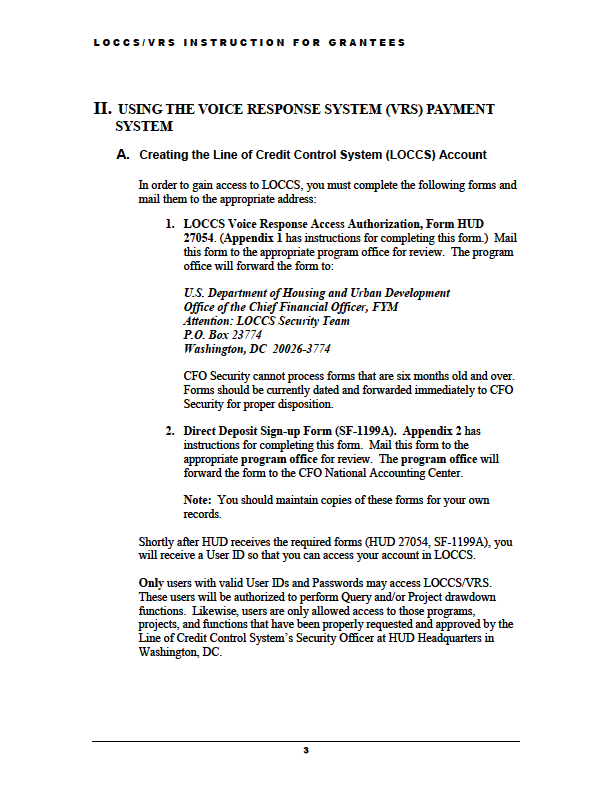 LOCCS/VRS INSTRUCTION FOR GRANTEES
II. USING THE VOICE RESPONSE SYSTEM (VRS) PAYMENT
SYSTEM
A. Creating the Line of Credit Control System (LOCCS) Account
In order to gain access to LOCCS, you must complete the following forms and
mail them to the appropriate address:
1. LOCCS Voice Response Access Authorization, Form HUD
27054. (Appendix 1 has instructions for completing this form.) Mail
this form to the appropriate program office for review. The program
office will forward the form to:
U.S. Department of Housing and Urban Development
Office of the Chief Financial Officer, FYM
Attention: LOCCS Security Team
P.O. Box 23774
Washington, DC 20026-3774
CFO Security cannot process forms that are six months old and over.
Forms should be currently dated and forwarded immediately to CFO
Security for proper disposition.
2. Direct Deposit Sign-up Form (SF-1199A). Appendix 2 has
instructions for completing this form. Mail this form to the
appropriate program office for review. The program office will
forward the form to the CFO National Accounting Center.
Note: You should maintain copies of these forms for your own
records.
Shortly after HUD receives the required forms (HUD 27054, SF-1199A), you
will receive a User ID so that you can access your account in LOCCS.
Only users with valid User IDs and Passwords may access LOCCS/VRS.
These users will be authorized to perform Query and/or Project drawdown
functions. Likewise, users are only allowed access to those programs,
projects, and functions that have been properly requested and approved by the
Line of Credit Control System's Security Officer at HUD Headquarters in
Washington, DC.
3